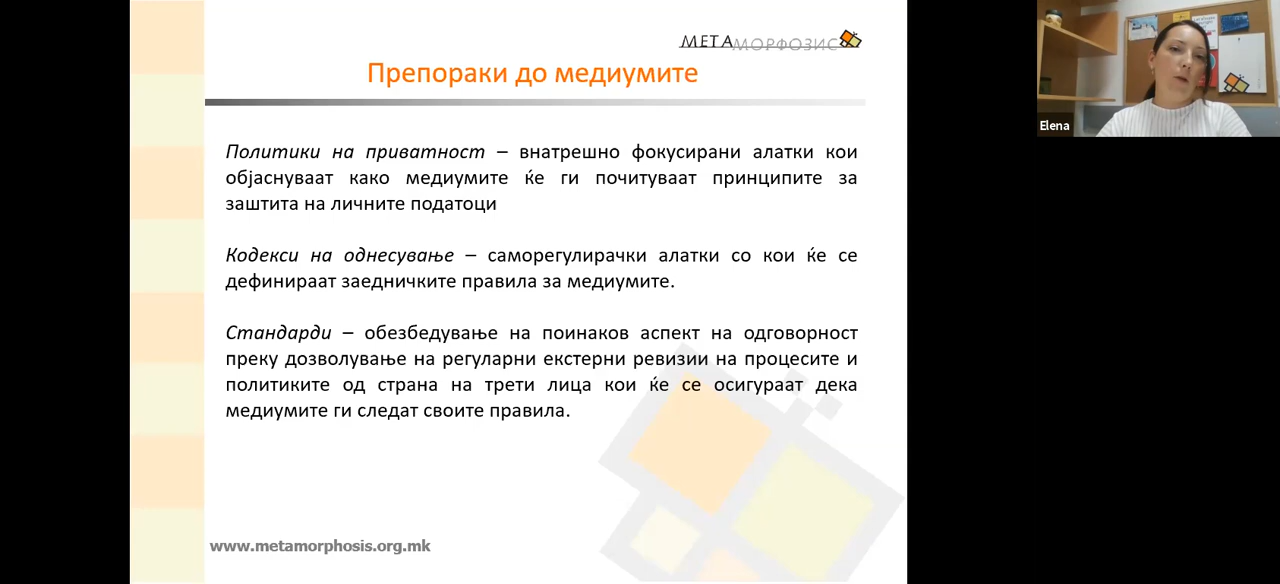 МЕТАМОРФОЗИС
Препораки до медиумите
Политики на приватност – внатрешно фокусирани алатки кои
објаснуваат како медиумите ќе ги почитуваат принципите за
заштита на личните податоци
Кодекси на однесување – саморегулирачки алатки со кои ќе се
дефинираат заедничките правила за медиумите.
Стандарди – обезбедување на поинаков аспект на одговорност
преку дозволување на регуларни екстерни ревизии на процесите и
политиките од страна на трети лица кои ќе се осигураат дека
медиумите ги следат своите правила.
www.metamorphosis.org.mk
Elena